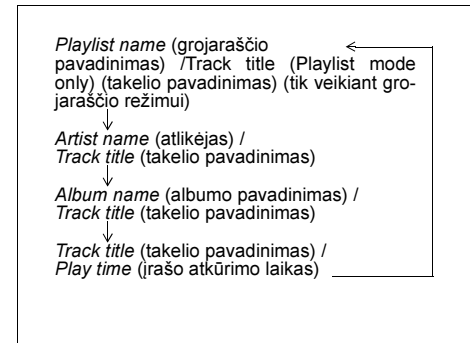 Playlist name (grojaraščio
pavadinimas) /Track title (Playlist mode
only) (takelio pavadinimas) (tik veikiant gro-
jaraščio režimui)
Artist name (atlikėjas) /
Track title (takelio pavadinimas)
Album name (albumo pavadinimas) /
Track title (takelio pavadinimas)
Track title (takelio pavadinimas) /
Play time (įrašo atkūrimo laikas)